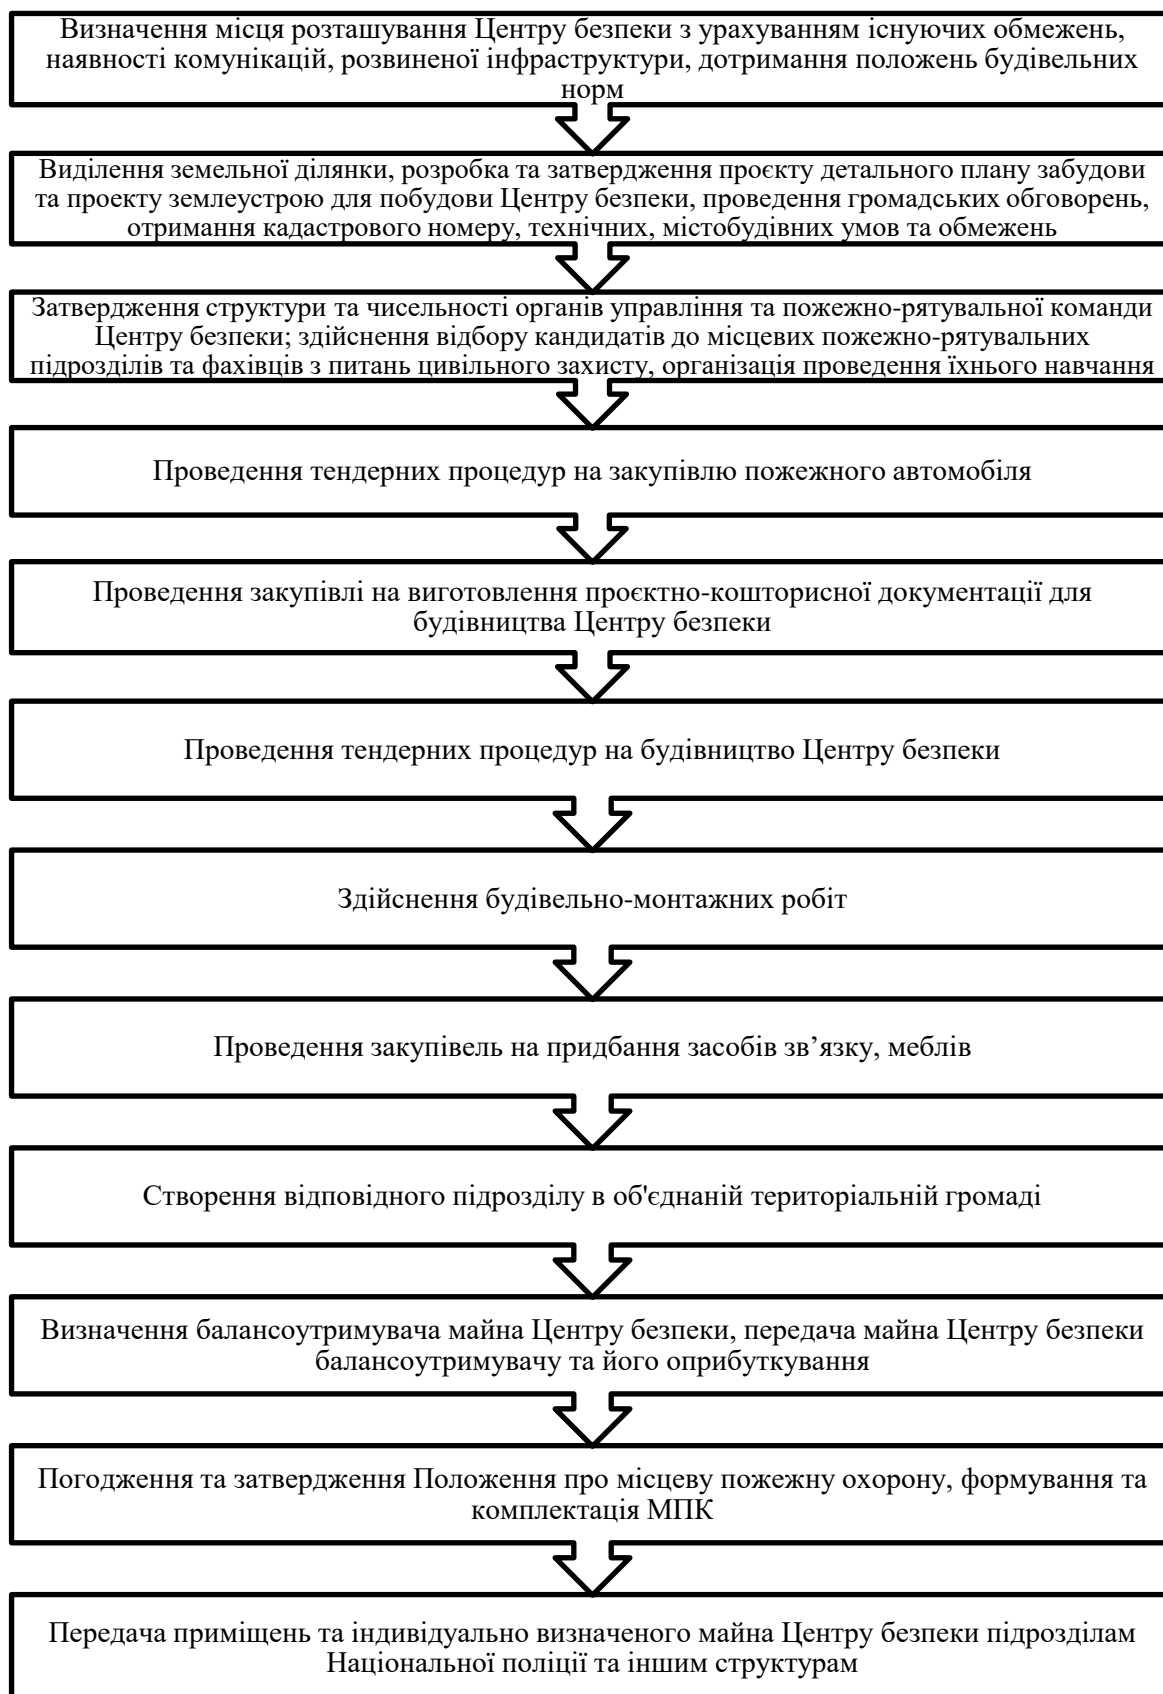 Визначення місця розташування Центру безпеки з урахуванням існуючих обмежень,
наявності комунікацій, розвиненої інфраструктури, дотримання положень будівельних
норм
Виділення земельної ділянки, розробка та затвердження проєкту детального плану забудови
та проекту землеустрою для побудови Центру безпеки, проведення громадських обговорень,
отримання кадастрового номеру, технічних, містобудівних умов та обмежень
Затвердження структури та чисельності органів управління та пожежно-рятувальної команди
Центру безпеки; здійснення відбору кандидатів до місцевих пожежно-рятувальних
підрозділів та фахівців з питань цивільного захисту, організація проведення їхнього навчання
Проведення тендерних процедур на закупівлю пожежного автомобіля
Проведення закупівлі на виготовлення проєктно-кошторисної документації для
будівництва Центру безпеки
Проведення тендерних процедур на будівництво Центру безпеки
Здійснення будівельно-монтажних робіт
Проведення закупівель на придбання засобів зв’язку, меблів
Створення відповідного підрозділу в об'єднаній територіальній громаді
Визначення балансоутримувача майна Центру безпеки, передача майна Центру безпеки
балансоутримувачу та його оприбуткування
Погодження та затвердження Положення про місцеву пожежну охорону, формування та
комплектація МПК
Передача приміщень та індивідуально визначеного майна Центру безпеки підрозділам
Національної поліції та іншим структурам